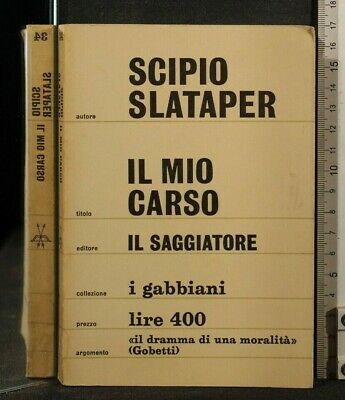 34
SLATAPER
SCIPIO
IL MIO CARSO
autore
SCIPIO
SLATAPER
titolo
IL MIO
CARSO
editore
IL SAGGIATORE
collezione
i gabbiani
prezzo
lire 400
argomento
«il dramma di una moralità»
(Gobetti)